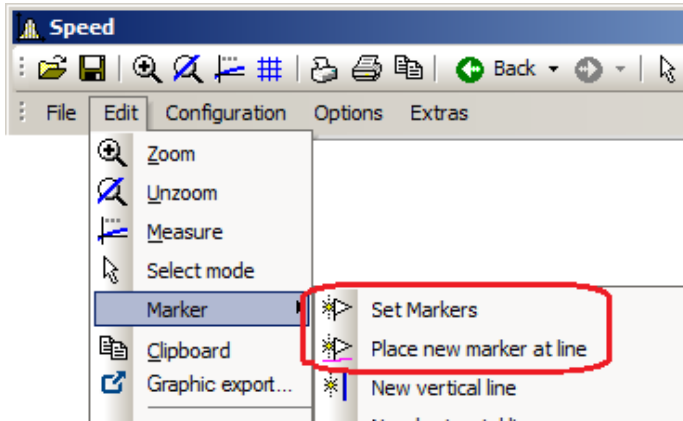 Speed
Back
File Edit Configuration Options Extras
Zoom
Unzoom
Measure
Select mode
Marker
Set Markers
Clipboard
Place new marker at line
Graphic export...
New vertical line